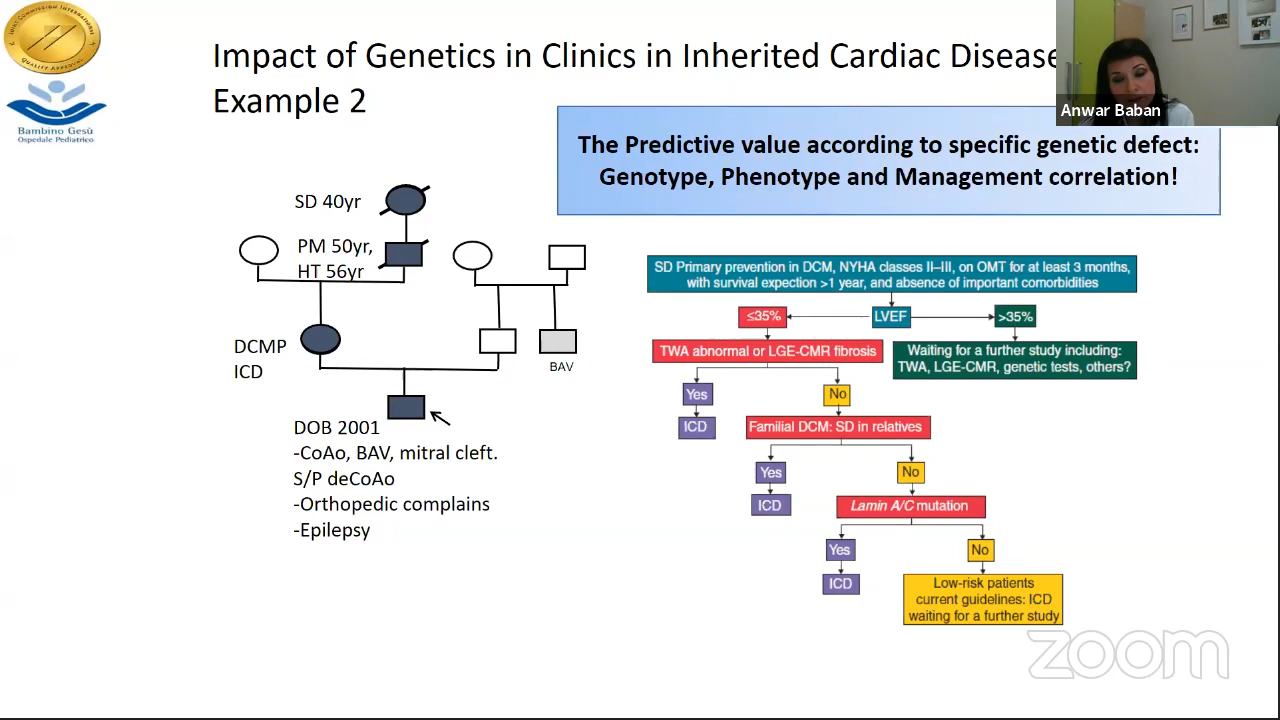 JOINT COMMISSION INTERNATIONAL
QUALITY APPROVAL
Bambino Gesù
Ospedale Pediatrico
Impact of Genetics in Clinics in Inherited Cardiac Disease
Example 2
Anwar Baban
The Predictive value according to specific genetic defect:
Genotype, Phenotype and Management correlation!
SD 40yr
PM 50yr,
HT 56yr
DCMP
ICD
BAV
DOB 2001
-CoAo, BAV, mitral cleft.
S/P deCoAo
-Orthopedic complains
-Epilepsy
SD Primary prevention in DCM, NYHA classes II–III, on OMT for at least 3 months,
with survival expection >1 year, and absence of important comorbidities
≤35%
LVEF
>35%
TWA abnormal or LGE-CMR fibrosis
Waiting for a further study including:
TWA, LGE-CMR, genetic tests, others?
Yes
No
ICD
Familial DCM: SD in relatives
Yes
No
ICD
Lamin A/C mutation
Yes
No
ICD
Low-risk patients
current guidelines: ICD
waiting for a further study
zoom